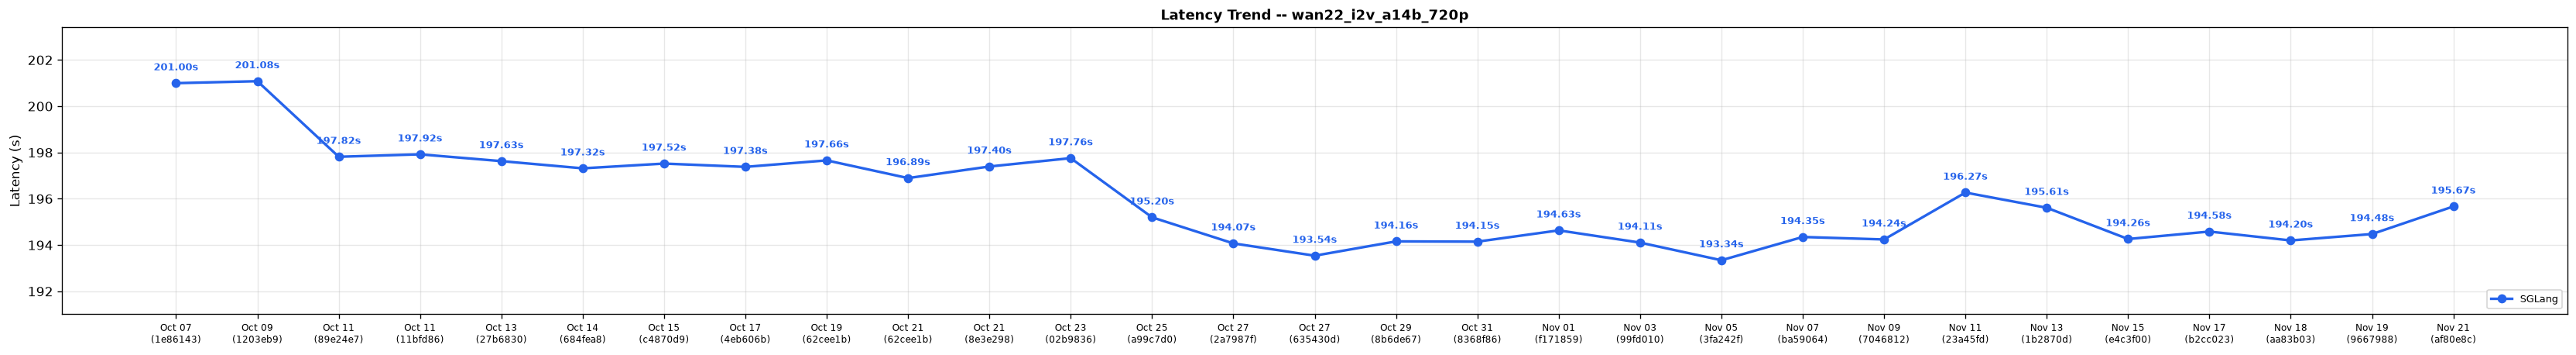 Latency Trend -- wan22_i2v_a14b_720p
Latency (s)
202
200
198
196
194
192
201.00s
201.08s
197.82s
197.92s
197.63s
197.32s
197.52s
197.38s
197.66s
196.89s
197.40s
197.76s
195.20s
194.07s
193.54s
194.16s
194.15s
194.63s
194.11s
193.34s
194.35s
194.24s
196.27s
195.61s
194.26s
194.58s
194.20s
194.48s
195.67s
SGLang
Oct 07
(1e86143)
Oct 09
(1203eb9)
Oct 11
(89e24e7)
Oct 11
(11bfd86)
Oct 13
(27b6830)
Oct 14
(684fea8)
Oct 15
(c4870d9)
Oct 17
(4eb606b)
Oct 19
(62cee1b)
Oct 21
(62cee1b)
Oct 21
(8e3e298)
Oct 23
(02b9836)
Oct 25
(a99c7d0)
Oct 27
(2a7987f)
Oct 27
(635430d)
Oct 29
(8b6de67)
Oct 31
(8368f86)
Nov 01
(f171859)
Nov 03
(99fd010)
Nov 05
(3fa242f)
Nov 07
(ba59064)
Nov 09
(7046812)
Nov 11
(23a45fd)
Nov 13
(1b2870d)
Nov 15
(e4c3f00)
Nov 17
(b2cc023)
Nov 18
(aa83b03)
Nov 19
(9667988)
Nov 21
(af80e8c)